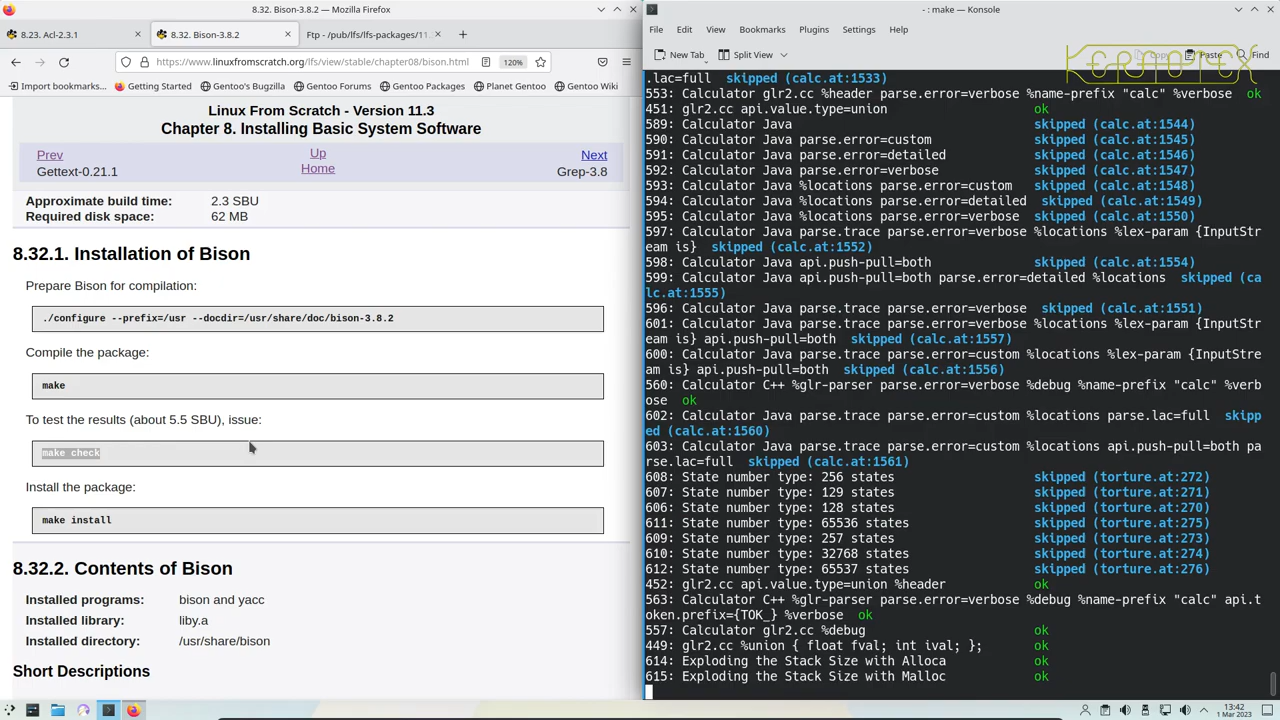 8.32. Bison-3.8.2 — Mozilla Firefox
8.23. Acl-2.3.1
8.32. Bison-3.8.2
Ftp - /pub/lfs/lfs-packages/11.
https://www.linuxfromscratch.org/lfs/view/stable/chapter08/bison.html
120%
Import bookmarks...
Getting Started
Gentoo's Bugzilla
Gentoo Forums
Gentoo Packages
Planet Gentoo
Gentoo Wiki
Linux From Scratch - Version 11.3
Chapter 8. Installing Basic System Software
Prev
Up
Next
Gettext-0.21.1
Home
Grep-3.8
Approximate build time: 2.3 SBU
Required disk space: 62 MB
8.32.1. Installation of Bison
Prepare Bison for compilation:
./configure --prefix=/usr --docdir=/usr/share/doc/bison-3.8.2
Compile the package:
make
To test the results (about 5.5 SBU), issue:
make check
Install the package:
make install
8.32.2. Contents of Bison
Installed programs: bison and yacc
Installed library: liby.a
Installed directory: /usr/share/bison
Short Descriptions
- : make — Konsole
File Edit View Bookmarks Plugins Settings Help
New Tab Split View Copy Paste Find
KERNOTEX
.lac=full skipped (calc.at:1533)
553: Calculator glr2.cc %header parse.error=verbose %name-prefix "calc" %verbose ok
451: glr2.cc api.value.type=union ok
589: Calculator Java skipped (calc.at:1544)
590: Calculator Java parse.error=custom skipped (calc.at:1545)
591: Calculator Java parse.error=detailed skipped (calc.at:1546)
592: Calculator Java parse.error=verbose skipped (calc.at:1547)
593: Calculator Java %locations parse.error=custom skipped (calc.at:1548)
594: Calculator Java %locations parse.error=detailed skipped (calc.at:1549)
595: Calculator Java %locations parse.error=verbose skipped (calc.at:1550)
597: Calculator Java parse.trace parse.error=verbose %locations %lex-param {InputStr
eam is} skipped (calc.at:1552)
598: Calculator Java api.push-pull=both skipped (calc.at:1554)
599: Calculator Java api.push-pull=both parse.error=detailed %locations skipped (ca
lc.at:1555)
596: Calculator Java parse.trace parse.error=verbose skipped (calc.at:1551)
601: Calculator Java parse.trace parse.error=verbose %locations %lex-param {InputStr
eam is} api.push-pull=both skipped (calc.at:1557)
600: Calculator Java parse.trace parse.error=custom %locations %lex-param {InputStre
am is} api.push-pull=both skipped (calc.at:1556)
560: Calculator C++ %glr-parser parse.error=verbose %debug %name-prefix "calc" %verb
ose ok
602: Calculator Java parse.trace parse.error=custom %locations parse.lac=full skipp
ed (calc.at:1560)
603: Calculator Java parse.trace parse.error=custom %locations api.push-pull=both pa
rse.lac=full skipped (calc.at:1561)
608: State number type: 256 states skipped (torture.at:272)
607: State number type: 129 states skipped (torture.at:271)
606: State number type: 128 states skipped (torture.at:270)
611: State number type: 65536 states skipped (torture.at:275)
609: State number type: 257 states skipped (torture.at:273)
610: State number type: 32768 states skipped (torture.at:274)
612: State number type: 65537 states skipped (torture.at:276)
452: glr2.cc api.value.type=union %header ok
563: Calculator C++ %glr-parser parse.error=verbose %debug %name-prefix "calc" api.t
oken.prefix={TOK_} %verbose ok
557: Calculator glr2.cc %debug ok
449: glr2.cc %union { float fval; int ival; }; ok
614: Exploding the Stack Size with Alloca ok
615: Exploding the Stack Size with Malloc ok
13:42
1 Mar 2023